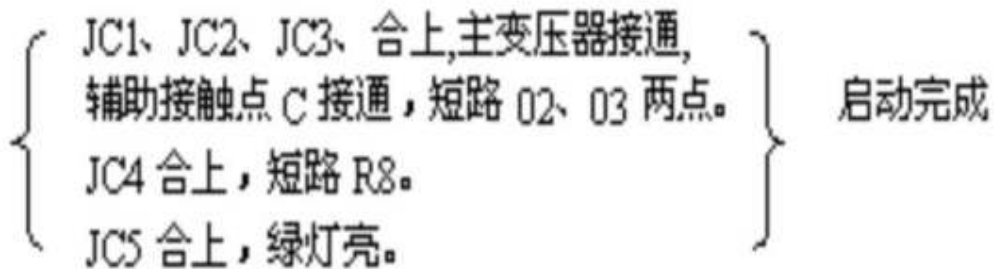 JC1、JC2、JC3、合上,主变压器接通,
辅助接触点 C 接通，短路 02、03 两点。
启动完成
JC4 合上，短路 R8。
JC5 合上，绿灯亮。